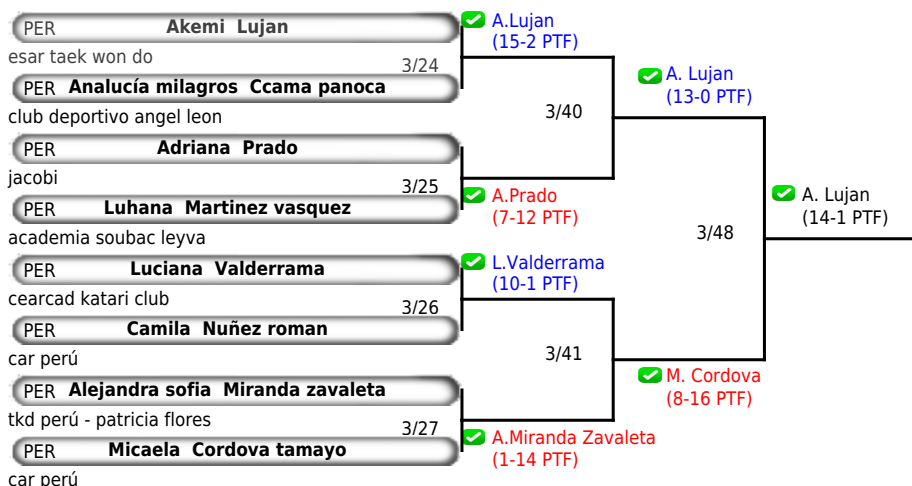 PER Akemi Lujan
esar taek won do
3/24
PER Analucía milagros Ccama panoca
club deportivo angel leon
PER Adriana Prado
jacobi
3/25
PER Luhana Martinez vasquez
academia soubac leyva
PER Luciana Valderrama
cearcad katari club
3/26
PER Camila Nuñez roman
car perú
PER Alejandra sofia Miranda zavaleta
tkd perú - patricia flores
3/27
PER Micaela Cordova tamayo
car perú
A.Lujan
(15-2 PTF)
3/40
A.Prado
(7-12 PTF)
L.Valderrama
(10-1 PTF)
3/41
A.Miranda Zavaleta
(1-14 PTF)
A. Lujan
(13-0 PTF)
3/48
M. Cordova
(8-16 PTF)
A. Lujan
(14-1 PTF)